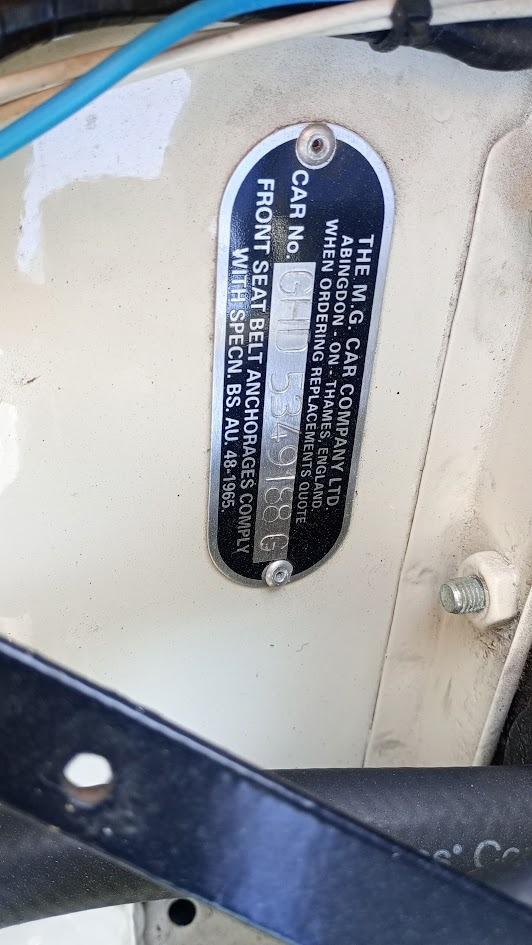 THE M.G. CAR COMPANY LTD.
ABINGDON - ON - THAMES, ENGLAND.
WHEN ORDERING REPLACEMENTS QUOTE
CAR No. GHD 5349188 G
FRONT SEAT BELT ANCHORAGES COMPLY
WITH SPECN. BS. AU. 48-1965.